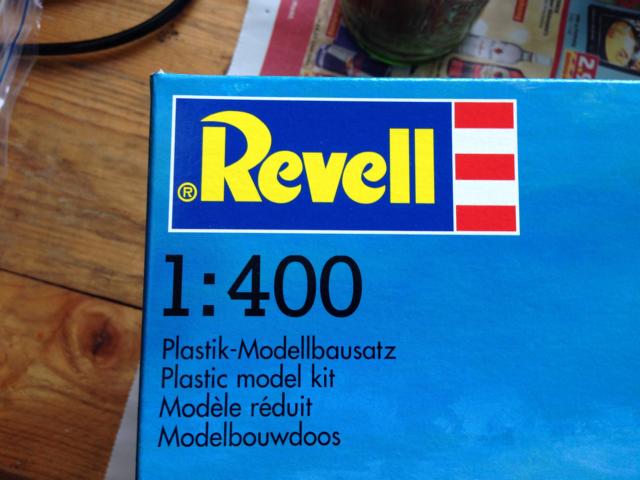 ®Revell
1:400
Plastik-Modellbausatz
Plastic model kit
Modèle réduit
Modelbouwdoos